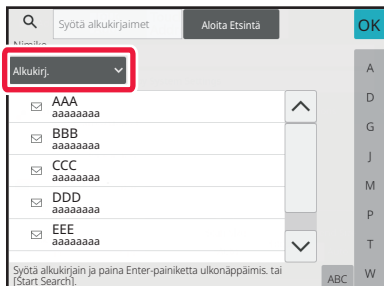 Syötä alkukirjaimet
Aloita Etsintä
OK
Nimike
Alkukirj.
AAA
aaaaaaaa
BBB
aaaaaaaa
CCC
aaaaaaaa
DDD
aaaaaaaa
EEE
aaaaaaaa
A
D
G
J
M
P
T
W
ABC
Syötä alkukirjain ja paina Enter-painiketta ulkonäppäimis. tai
[Start Search].